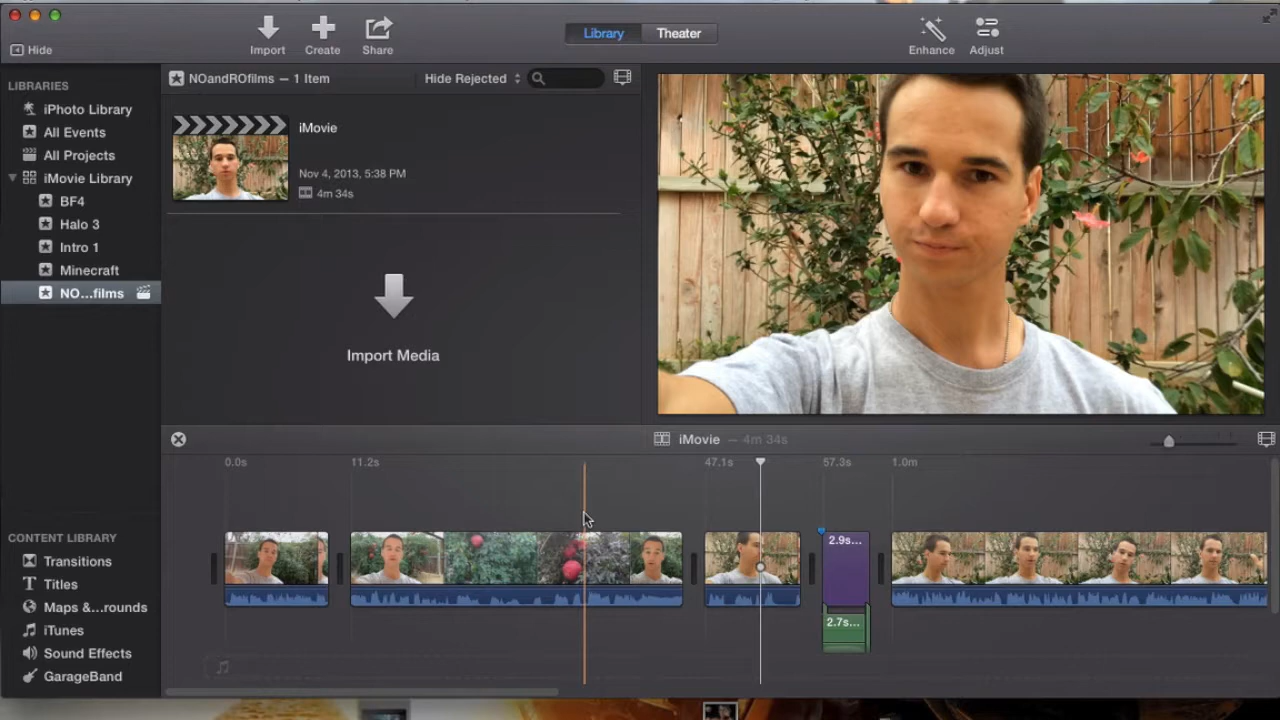 Hide
Import
Create
Share
Library
Theater
Enhance
Adjust
LIBRARIES
iPhoto Library
All Events
All Projects
iMovie Library
BF4
Halo 3
Intro 1
Minecraft
NO...films
NOandROfilms — 1 Item
Hide Rejected
iMovie
Nov 4, 2013, 5:38 PM
4m 34s
Import Media
iMovie — 4m 34s
0.0s
11.2s
47.1s
57.3s
1.0m
2.9s...
2.7s...
CONTENT LIBRARY
Transitions
Titles
Maps &...rounds
iTunes
Sound Effects
GarageBand